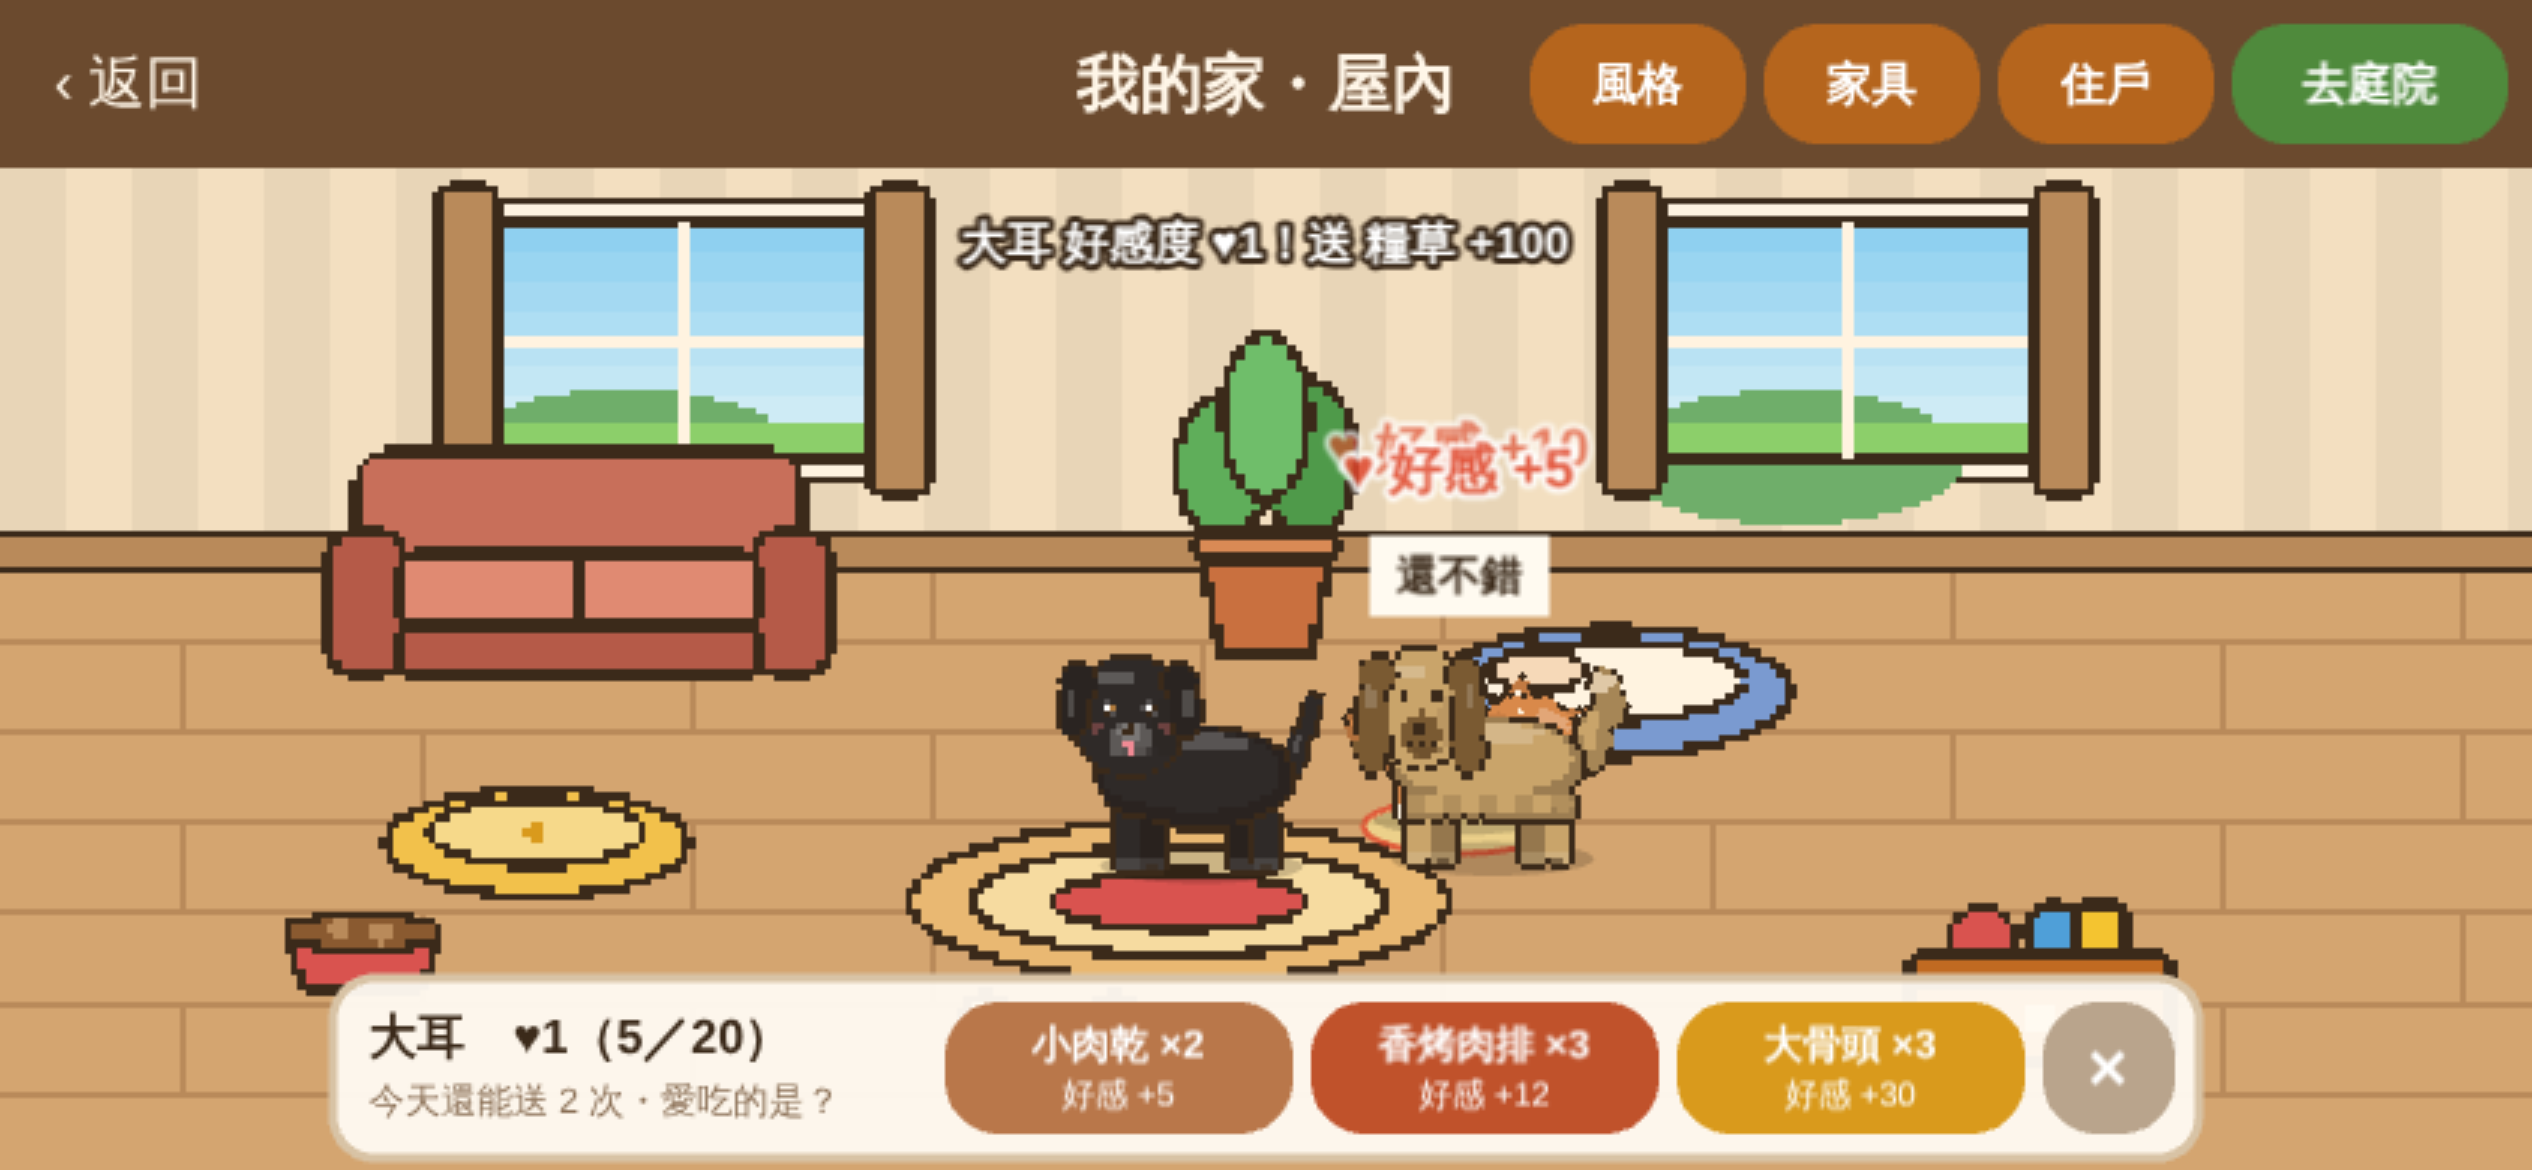 ‹ 返回
我的家・屋內
風格
家具
住戶
去庭院
大耳 好感度 ♥1！送 糧草 +100
♥ 好感 +10
♥ 好感 +5
還不錯
大耳 ♥1（5／20）
今天還能送 2 次・愛吃的是？
小肉乾 ×2
好感 +5
香烤肉排 ×3
好感 +12
大骨頭 ×3
好感 +30
×